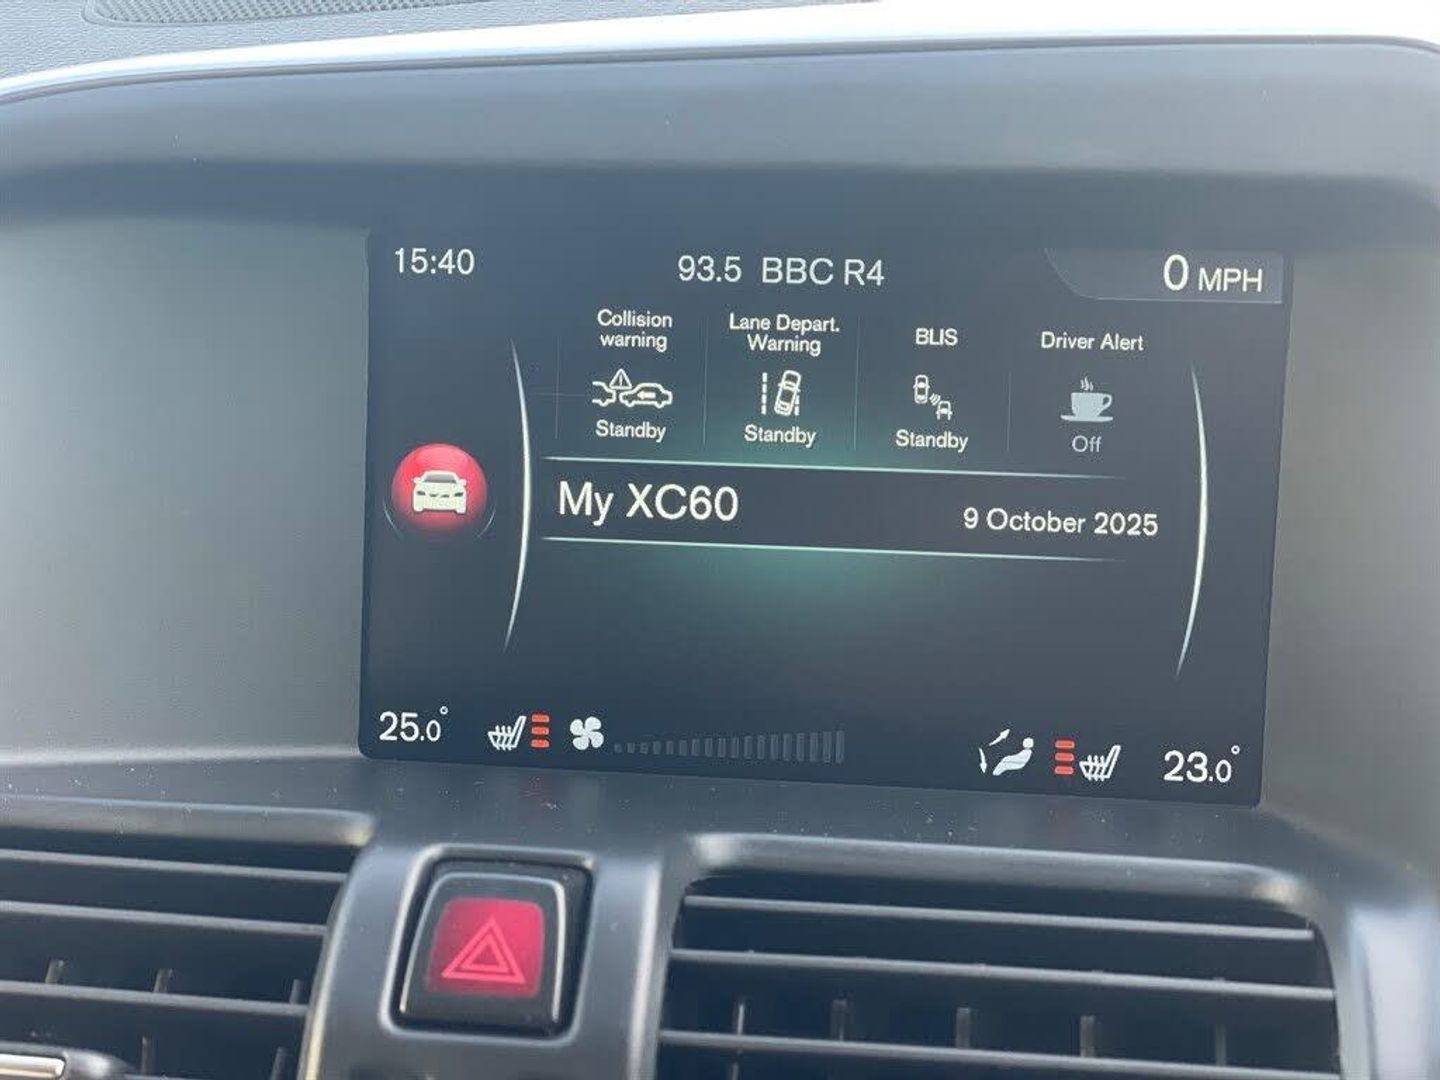 15:40
93.5 BBC R4
0 MPH
Collision
warning
Standby
Lane Depart.
Warning
Standby
BLIS
Standby
Driver Alert
Off
My XC60
9 October 2025
25.0°
23.0°